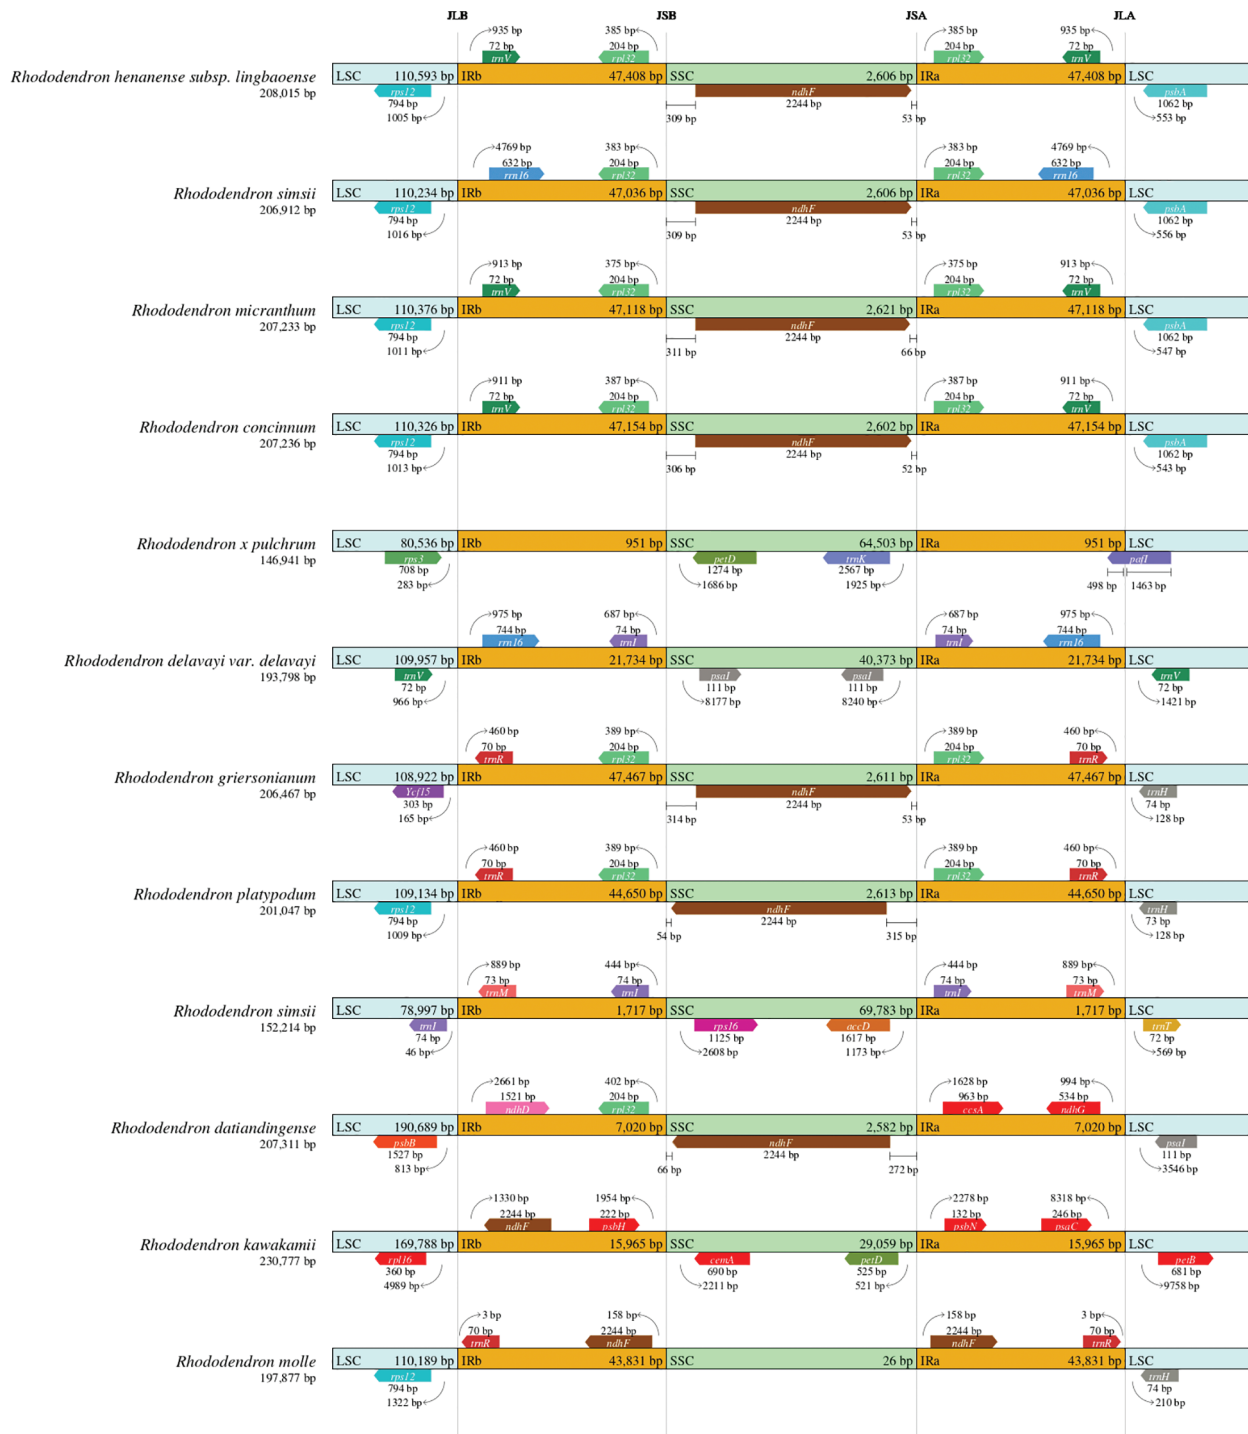 JLB JSB JSA JLA
935 bp 385 bp 385 bp 935 bp
72 bp 204 bp 204 bp 72 bp
trnV rpl32 rpl32 trnV
Rhododendron henanense subsp. lingbaoense LSC 110,593 bp IRb 47,408 bp SSC 2,606 bp IRa 47,408 bp LSC
208,015 bp rps12 ndhF psbA
794 bp 2244 bp 1062 bp
1005 bp 309 bp 53 bp 553 bp
4769 bp 383 bp 383 bp 4769 bp
632 bp 204 bp 204 bp 632 bp
rrn16 rpl32 rpl32 rrn16
Rhododendron simsii LSC 110,234 bp IRb 47,036 bp SSC 2,606 bp IRa 47,036 bp LSC
206,912 bp rps12 ndhF psbA
794 bp 2244 bp 1062 bp
1016 bp 309 bp 53 bp 556 bp
913 bp 375 bp 375 bp 913 bp
72 bp 204 bp 204 bp 72 bp
trnV rpl32 rpl32 trnV
Rhododendron micranthum LSC 110,376 bp IRb 47,118 bp SSC 2,621 bp IRa 47,118 bp LSC
207,233 bp rps12 ndhF psbA
794 bp 2244 bp 1062 bp
1011 bp 311 bp 66 bp 547 bp
911 bp 387 bp 387 bp 911 bp
72 bp 204 bp 204 bp 72 bp
trnV rpl32 rpl32 trnV
Rhododendron concinnum LSC 110,326 bp IRb 47,154 bp SSC 2,602 bp IRa 47,154 bp LSC
207,236 bp rps12 ndhF psbA
794 bp 2244 bp 1062 bp
1013 bp 306 bp 52 bp 543 bp
Rhododendron x pulchrum LSC 80,536 bp IRb 951 bp SSC 64,503 bp IRa 951 bp LSC
146,941 bp rps3 petD trnK pafI
708 bp 1274 bp 2567 bp
283 bp 1686 bp 1925 bp 498 bp 1463 bp
975 bp 687 bp 687 bp 975 bp
744 bp 74 bp 74 bp 744 bp
rrn16 trnI trnI rrn16
Rhododendron delavayi var. delavayi LSC 109,957 bp IRb 21,734 bp SSC 40,373 bp IRa 21,734 bp LSC
193,798 bp trnV psaI psaI trnV
72 bp 111 bp 111 bp 72 bp
966 bp 8177 bp 8240 bp 1421 bp
460 bp 389 bp 389 bp 460 bp
70 bp 204 bp 204 bp 70 bp
trnR rpl32 rpl32 trnR
Rhododendron griersonianum LSC 108,922 bp IRb 47,467 bp SSC 2,611 bp IRa 47,467 bp LSC
206,467 bp Ycf15 ndhF trnH
303 bp 2244 bp 74 bp
165 bp 314 bp 53 bp 128 bp
460 bp 389 bp 389 bp 460 bp
70 bp 204 bp 204 bp 70 bp
trnR rpl32 rpl32 trnR
Rhododendron platypodum LSC 109,134 bp IRb 44,650 bp SSC 2,613 bp IRa 44,650 bp LSC
201,047 bp rps12 ndhF trnH
794 bp 2244 bp 73 bp
1009 bp 54 bp 315 bp 128 bp
889 bp 444 bp 444 bp 889 bp
73 bp 74 bp 74 bp 73 bp
trnM trnI trnI trnM
Rhododendron simsii LSC 78,997 bp IRb 1,717 bp SSC 69,783 bp IRa 1,717 bp LSC
152,214 bp trnI rps16 accD trnT
74 bp 1125 bp 1617 bp 72 bp
46 bp 2608 bp 1173 bp 569 bp
2661 bp 402 bp 1628 bp 994 bp
1521 bp 204 bp 963 bp 534 bp
ndhD rpl32 ccsA ndhG
Rhododendron datiandingense LSC 190,689 bp IRb 7,020 bp SSC 2,582 bp IRa 7,020 bp LSC
207,311 bp psbB ndhF psaI
1527 bp 2244 bp 111 bp
813 bp 66 bp 272 bp 3546 bp
1330 bp 1954 bp 2278 bp 8318 bp
2244 bp 222 bp 132 bp 246 bp
ndhF psbH psbN psaC
Rhododendron kawakamii LSC 169,788 bp IRb 15,965 bp SSC 29,059 bp IRa 15,965 bp LSC
230,777 bp rpl16 cemA petD petB
360 bp 690 bp 525 bp 681 bp
4989 bp 2211 bp 521 bp 9758 bp
3 bp 158 bp 158 bp 3 bp
70 bp 2244 bp 2244 bp 70 bp
trnR ndhF ndhF trnR
Rhododendron molle LSC 110,189 bp IRb 43,831 bp SSC 26 bp IRa 43,831 bp LSC
197,877 bp rps12 trnH
794 bp 74 bp
1322 bp 210 bp